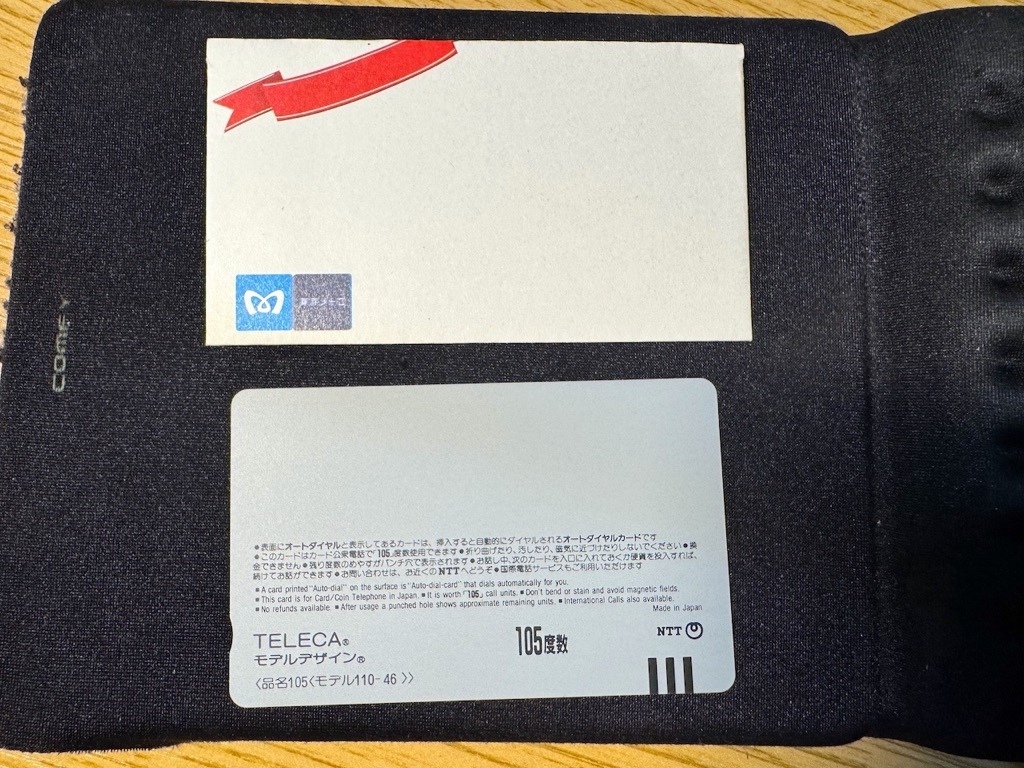 東京メトロ
COMFY
●表面にオートダイヤルと表示してあるカードは、挿入すると自動的にダイヤルされるオートダイヤルカードです
●このカードはカード公衆電話で「105」度数使用できます●折り曲げたり、汚したり、磁気に近づけたりしないでください●換
金できません●残り度数のめやすがパンチ穴で表示されます●お話し中、次のカードを入口に入れておくか硬貨を投入すれば、
続けてお話ができます●お問い合わせは、お近くのNTTへどうぞ●国際電話サービスもご利用いただけます
■A card printed "Auto-dial" on the surface is "Auto-dial-card" that dials automatically for you.
■This card is for Card/Coin Telephone in Japan. ■It is worth「105」call units. ■Don't bend or stain and avoid magnetic fields.
■No refunds available. ■After usage a punched hole shows approximate remaining units. ■International Calls also available.
Made in Japan
TELECA®
モデルデザイン®
〈品名105〈モデル110-46 〉〉
105度数
NTT